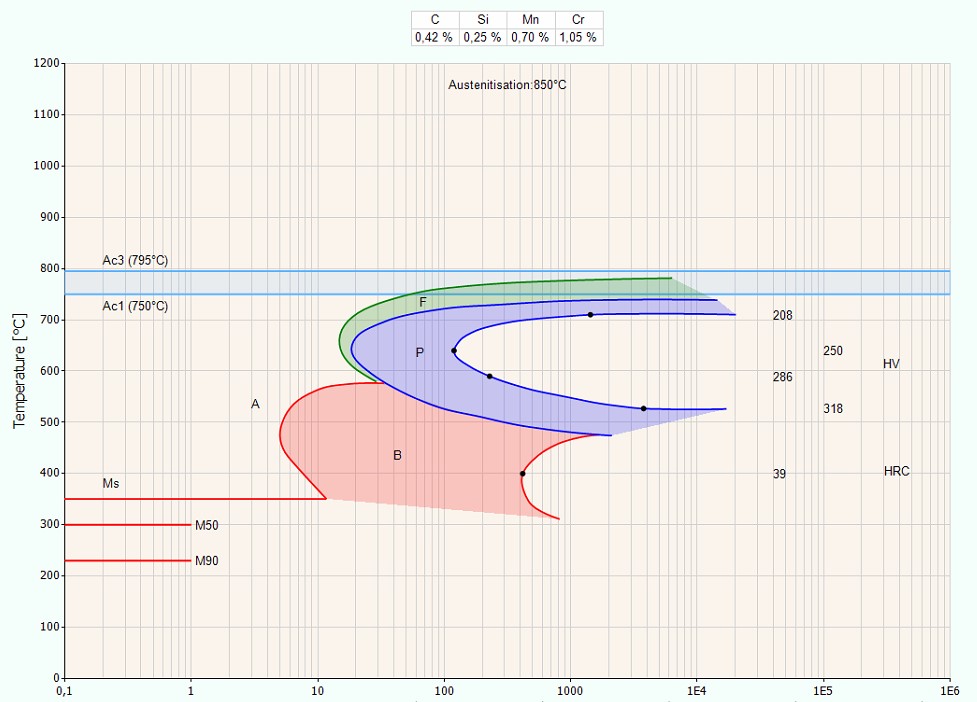 C Si Mn Cr
0,42 % 0,25 % 0,70 % 1,05 %
1200
Austenitisation:850°C
1100
1000
900
Ac3 (795°C)
800
Ac1 (750°C)
F
700
208
P
250
HV
600
286
A
318
500
B
400
39
HRC
Ms
300
M50
M90
200
100
0
Temperature [°C]
0,1 1 10 100 1000 1E4 1E5 1E6